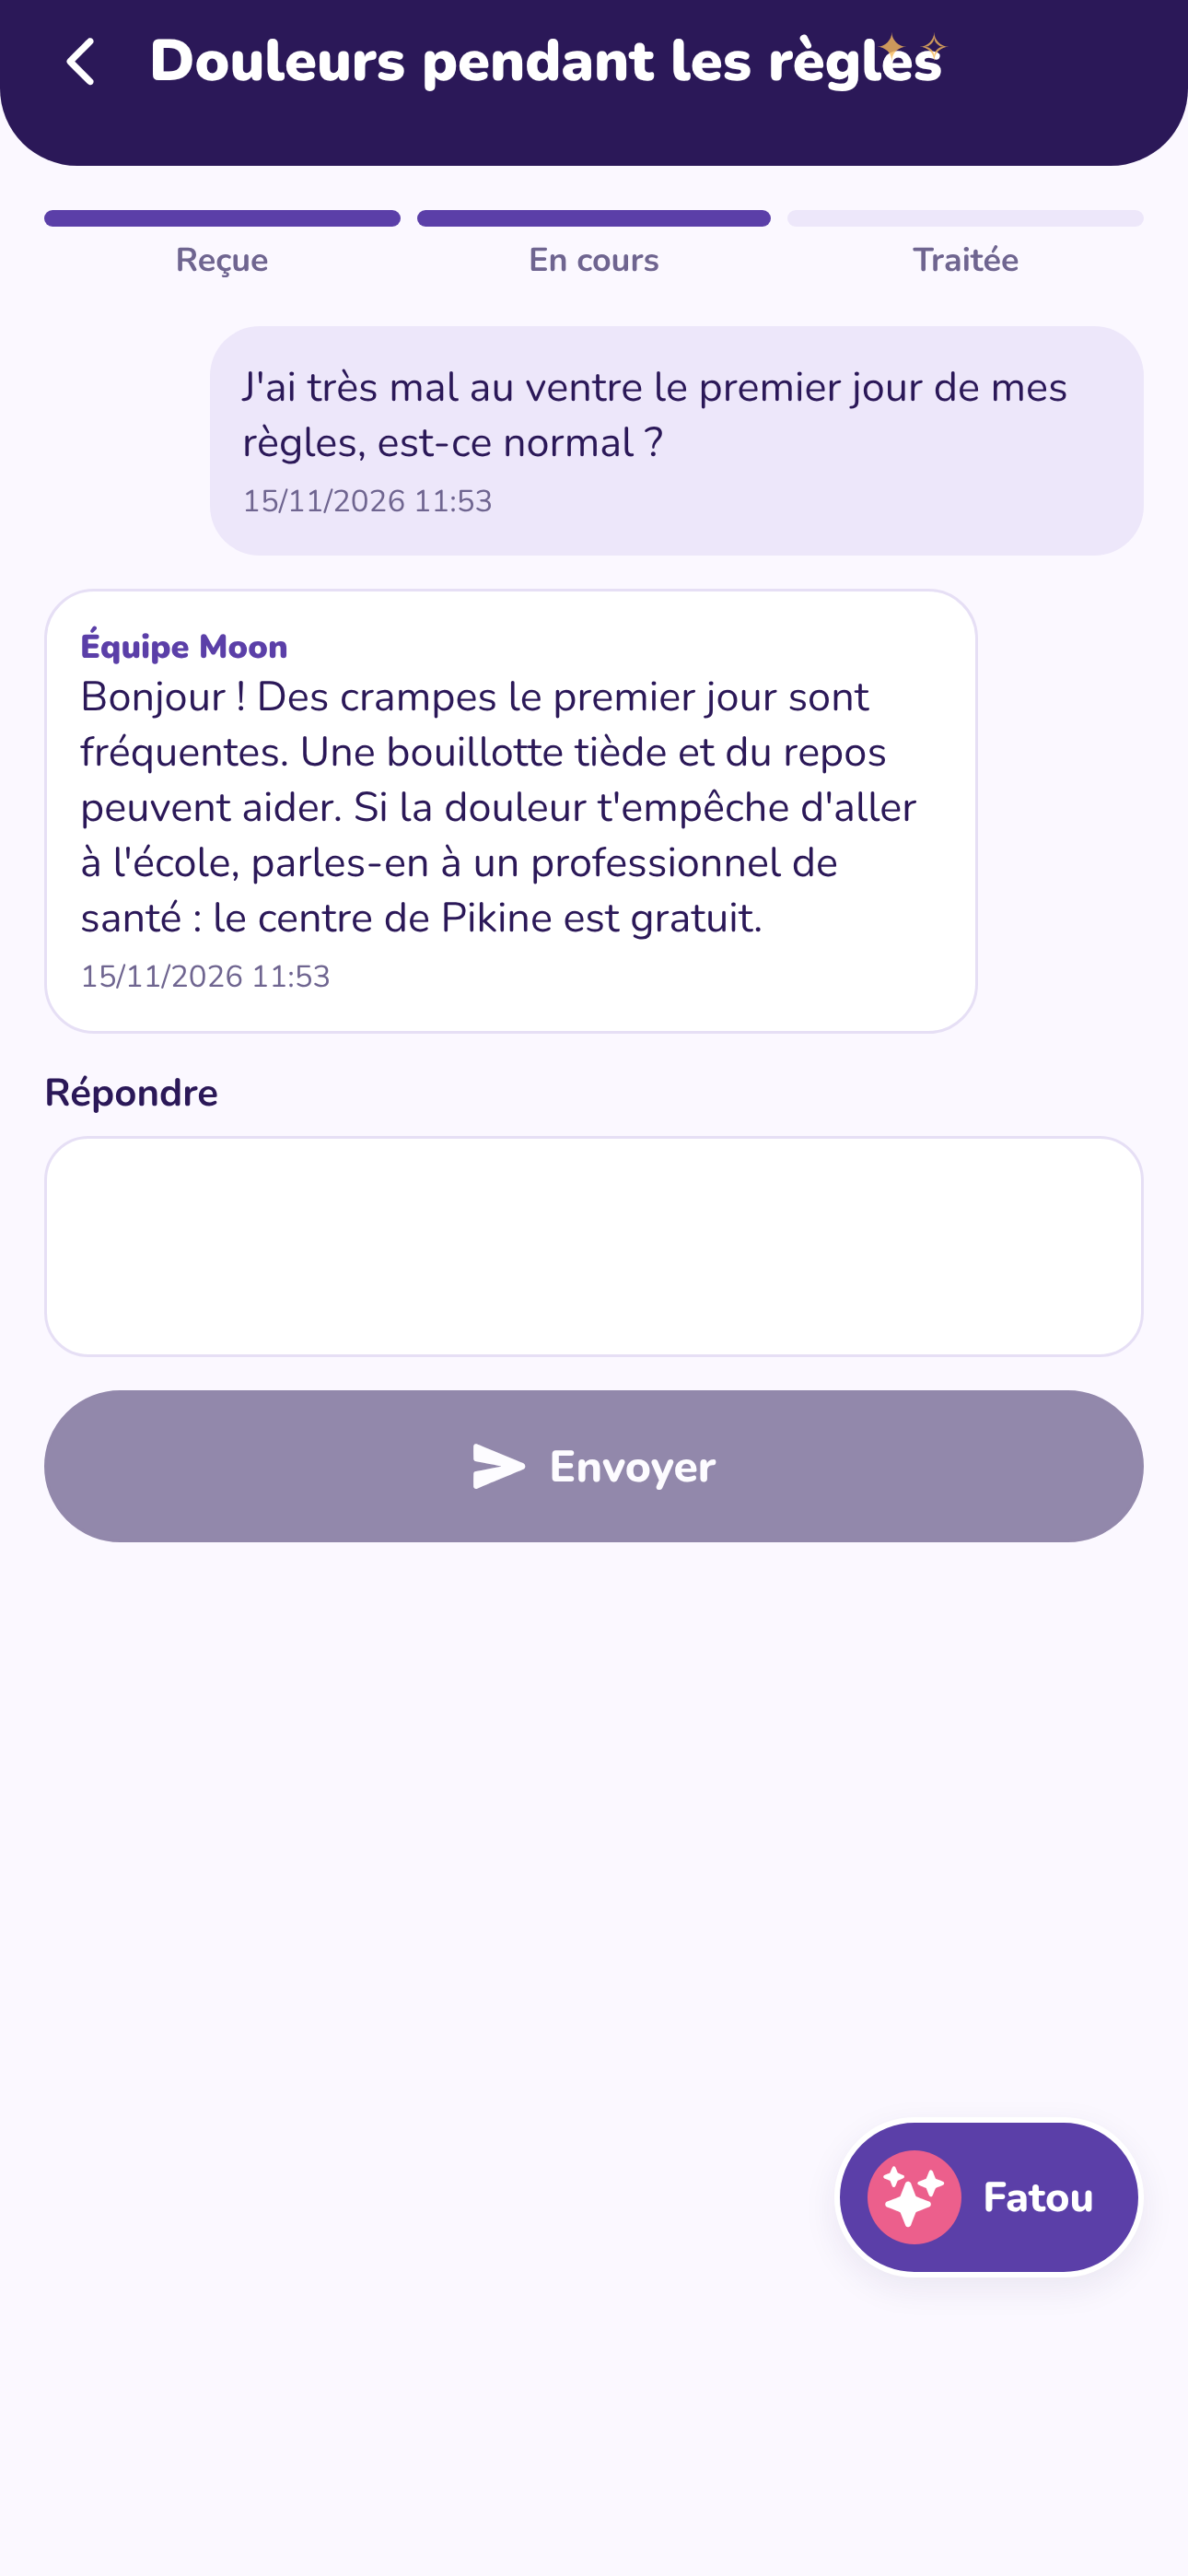 Douleurs pendant les règles
Reçue
En cours
Traitée
J'ai très mal au ventre le premier jour de mes
règles, est-ce normal ?
15/11/2026 11:53
Équipe Moon
Bonjour ! Des crampes le premier jour sont
fréquentes. Une bouillotte tiède et du repos
peuvent aider. Si la douleur t'empêche d'aller
à l'école, parles-en à un professionnel de
santé : le centre de Pikine est gratuit.
15/11/2026 11:53
Répondre
Envoyer
Fatou